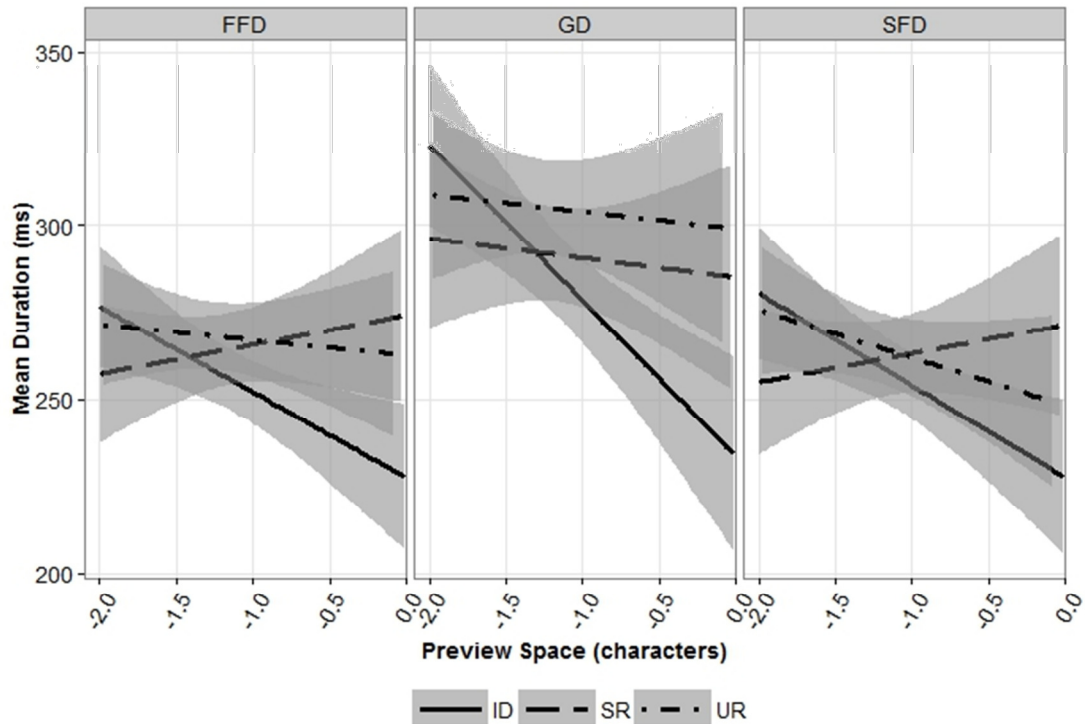 FFD GD SFD
350
300
250
200
Mean Duration (ms)
-2.0 -1.5 -1.0 -0.5 0.0 -2.0 -1.5 -1.0 -0.5 0.0 -2.0 -1.5 -1.0 -0.5 0.0
Preview Space (characters)
ID SR UR